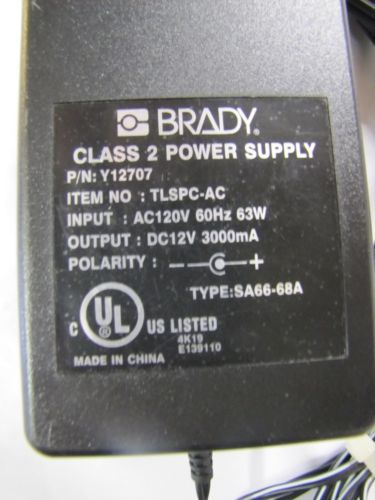 BRADY®
CLASS 2 POWER SUPPLY
P/N: Y12707
ITEM NO : TLSPC-AC
INPUT : AC120V 60Hz 63W
OUTPUT : DC12V 3000mA
POLARITY : - +
TYPE:SA66-68A
C UL® US LISTED
4K19
E139110
MADE IN CHINA